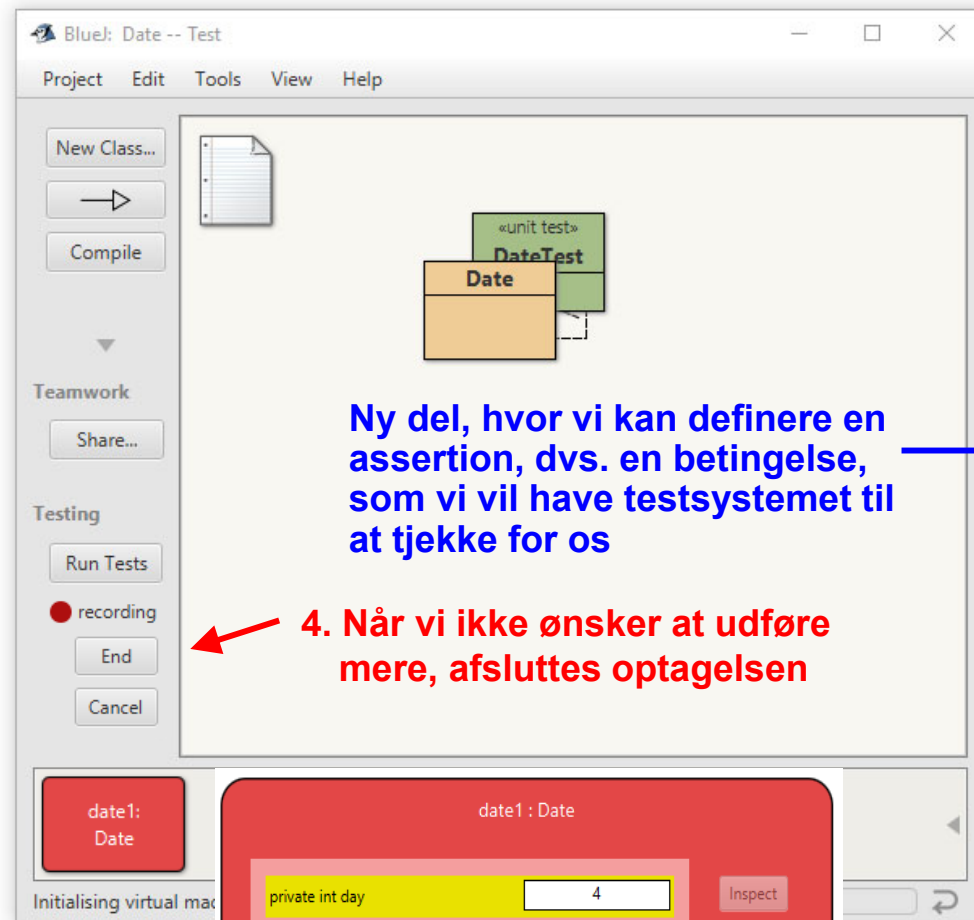 BlueJ: Date -- Test
Project Edit Tools View Help
New Class...
Compile
Teamwork
Share...
Testing
Run Tests
recording
End
Cancel
«unit test»
DateTest
Date
Ny del, hvor vi kan definere en
assertion, dvs. en betingelse,
som vi vil have testsystemet til
at tjekke for os
4. Når vi ikke ønsker at udføre
mere, afsluttes optagelsen
date1:
Date
date1 : Date
private int day 4 Inspect
Initialising virtual